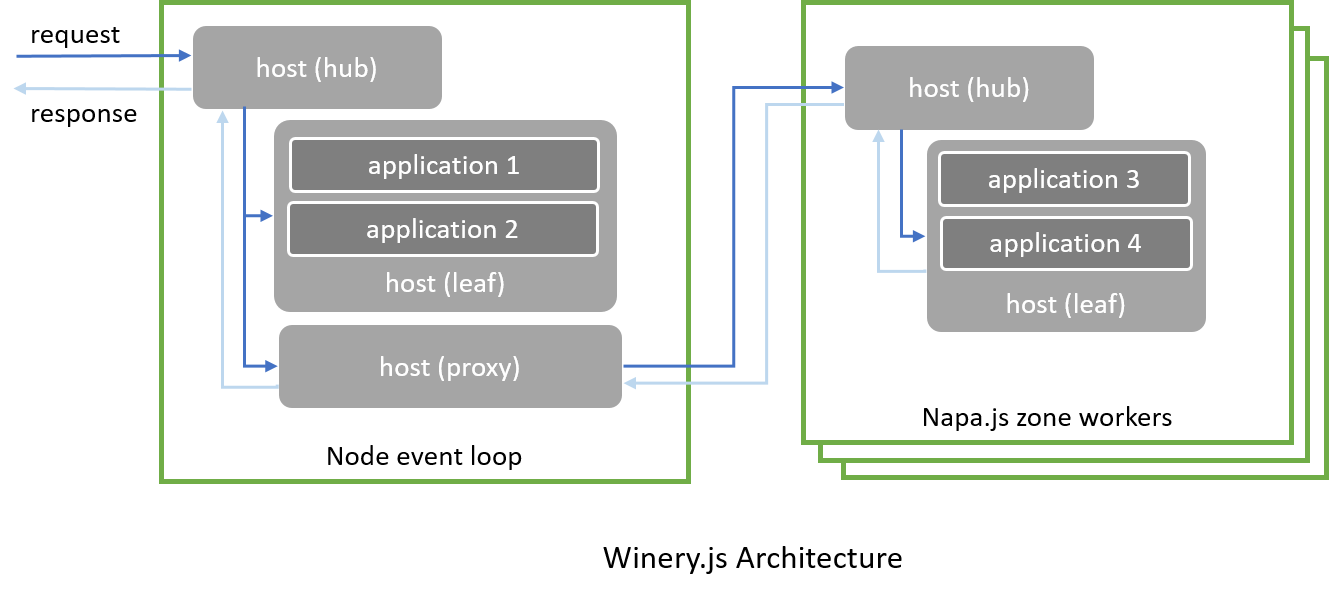 request
response
host (hub)
application 1
application 2
host (leaf)
host (proxy)
Node event loop
host (hub)
application 3
application 4
host (leaf)
Napa.js zone workers
Winery.js Architecture